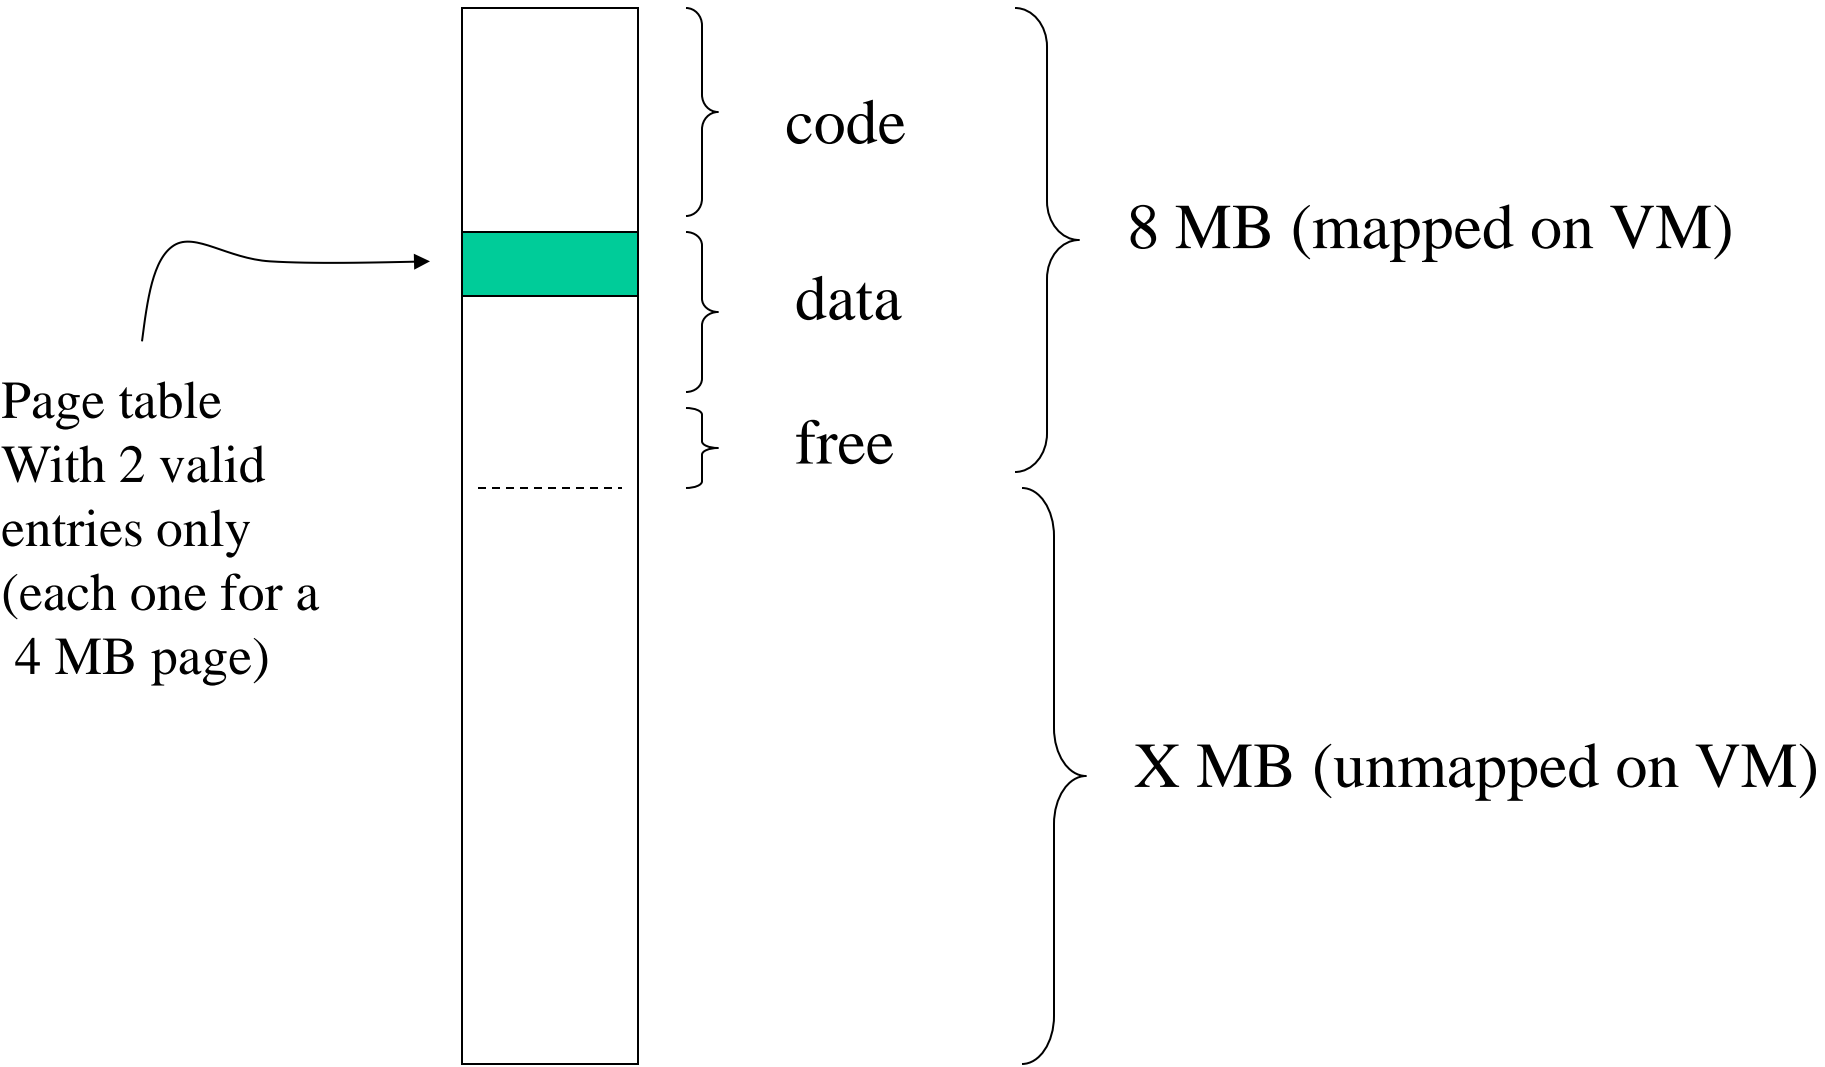 code
8 MB (mapped on VM)
data
Page table
With 2 valid
entries only
(each one for a
4 MB page)
free
X MB (unmapped on VM)